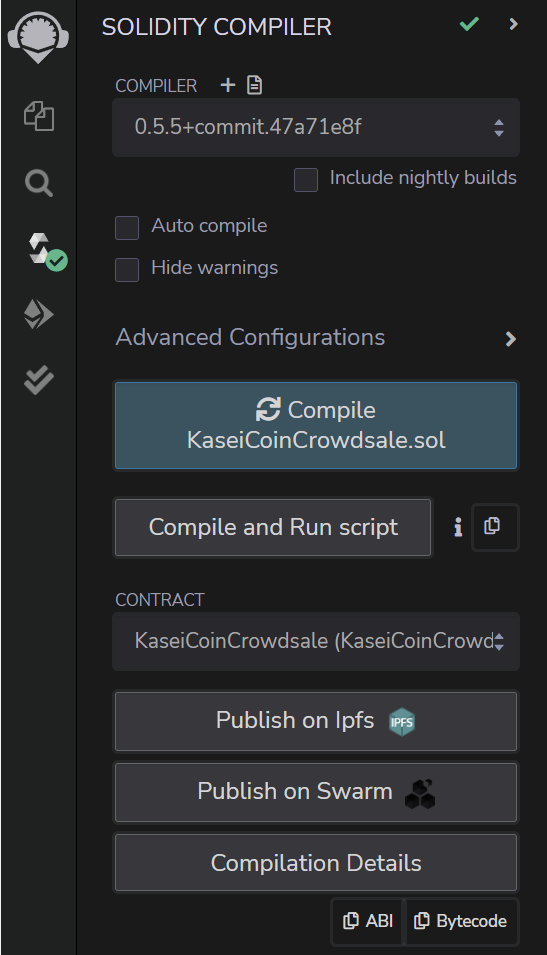 SOLIDITY COMPILER
COMPILER
0.5.5+commit.47a71e8f
Include nightly builds
Auto compile
Hide warnings
Advanced Configurations
Compile
KaseiCoinCrowdsale.sol
Compile and Run script
CONTRACT
KaseiCoinCrowdsale (KaseiCoinCrowd
Publish on Ipfs IPFS
Publish on Swarm
Compilation Details
ABI Bytecode